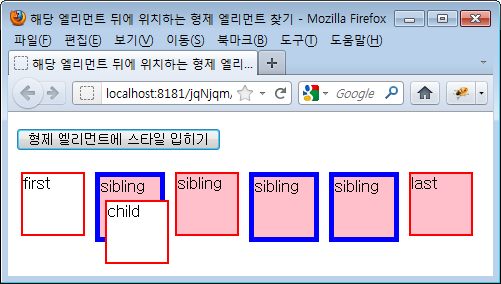 해당 엘리먼트 뒤에 위치하는 형제 엘리먼트 찾기 - Mozilla Firefox
파일(F) 편집(E) 보기(V) 이동(S) 북마크(B) 도구(T) 도움말(H)
해당 엘리먼트 뒤에 위치하는 형제 엘리... +
localhost:8181/jqNjqm, Google
형제 엘리먼트에 스타일 입히기
first sibling sibling sibling sibling last
child